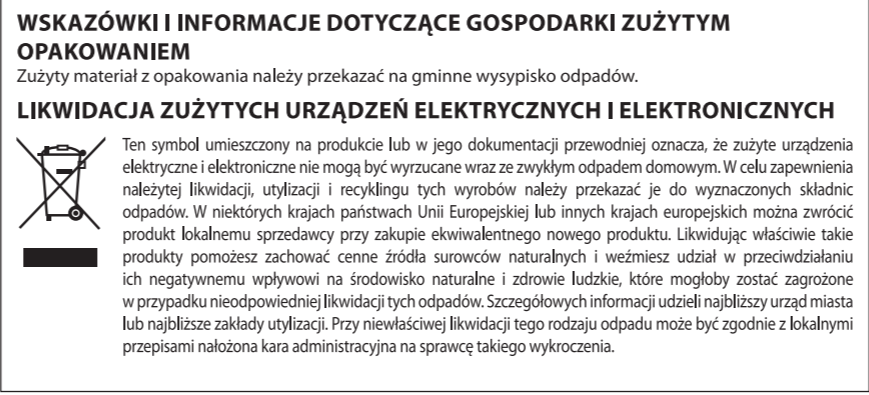 WSKAZÓWKI I INFORMACJE DOTYCZĄCE GOSPODARKI ZUŻYTYM
OPAKOWANIEM
Zużyty materiał z opakowania należy przekazać na gminne wysypisko odpadów.
LIKWIDACJA ZUŻYTYCH URZĄDZEŃ ELEKTRYCZNYCH I ELEKTRONICZNYCH
Ten symbol umieszczony na produkcie lub w jego dokumentacji przewodniej oznacza, że zużyte urządzenia
elektryczne i elektroniczne nie mogą być wyrzucane wraz ze zwykłym odpadem domowym. W celu zapewnienia
należytej likwidacji, utylizacji i recyklingu tych wyrobów należy przekazać je do wyznaczonych składnic
odpadów. W niektórych krajach państwach Unii Europejskiej lub innych krajach europejskich można zwrócić
produkt lokalnemu sprzedawcy przy zakupie ekwiwalentnego nowego produktu. Likwidując właściwie takie
produkty pomożesz zachować cenne źródła surowców naturalnych i weźmiesz udział w przeciwdziałaniu
ich negatywnemu wpływowi na środowisko naturalne i zdrowie ludzkie, które mogłoby zostać zagrożone
w przypadku nieodpowiedniej likwidacji tych odpadów. Szczegółowych informacji udzieli najbliższy urząd miasta
lub najbliższe zakłady utylizacji. Przy niewłaściwej likwidacji tego rodzaju odpadu może być zgodnie z lokalnymi
przepisami nałożona kara administracyjna na sprawcę takiego wykroczenia.